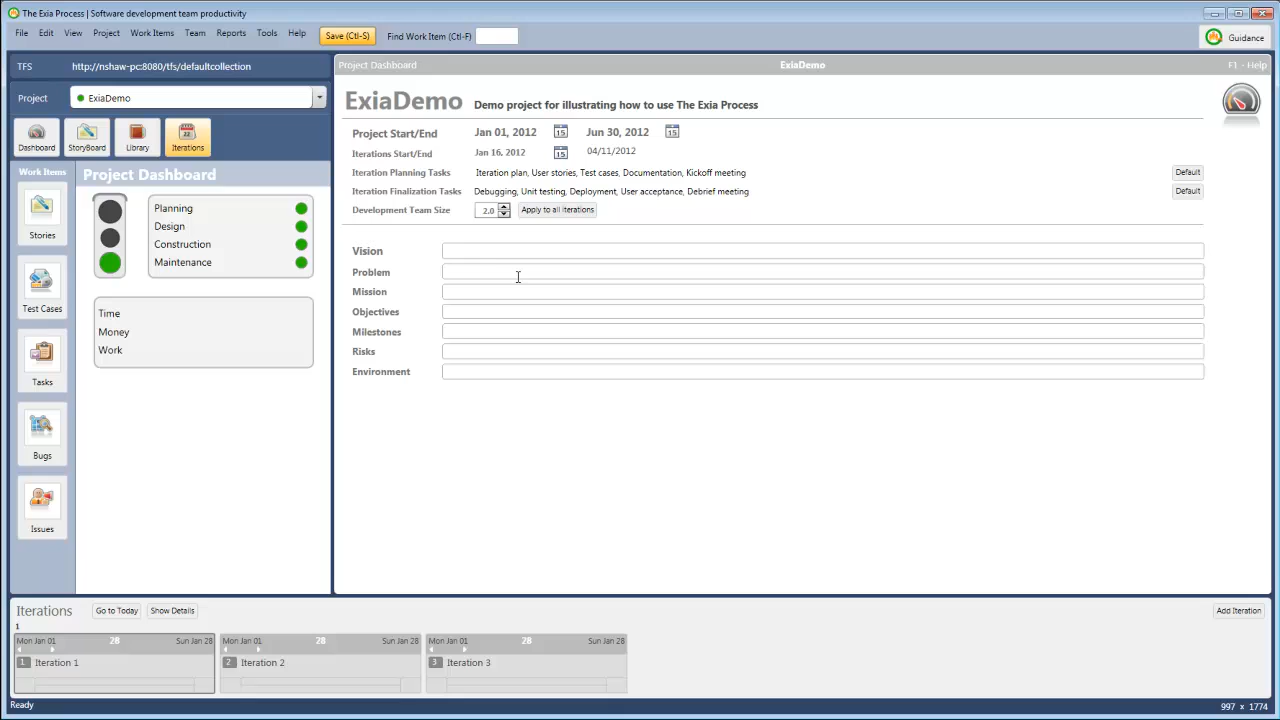 The Exia Process | Software development team productivity
File Edit View Project Work Items Team Reports Tools Help Save (Ctl-S) Find Work Item (Ctl-F) Guidance
TFS http://nshaw-pc:8080/tfs/defaultcollection
Project Dashboard ExiaDemo F1 - Help
Project ExiaDemo
ExiaDemo Demo project for illustrating how to use The Exia Process
Dashboard StoryBoard Library Iterations
Project Start/End Jan 01, 2012 15 Jun 30, 2012 15
Iterations Start/End Jan 16, 2012 15 04/11/2012
Iteration Planning Tasks Iteration plan, User stories, Test cases, Documentation, Kickoff meeting Default
Iteration Finalization Tasks Debugging, Unit testing, Deployment, User acceptance, Debrief meeting Default
Development Team Size 2.0 Apply to all iterations
Work Items
Stories
Test Cases
Tasks
Bugs
Issues
Project Dashboard
Planning
Design
Construction
Maintenance
Time
Money
Work
Vision
Problem
Mission
Objectives
Milestones
Risks
Environment
Iterations Go to Today Show Details Add Iteration
1
Mon Jan 01 28 Sun Jan 28 Mon Jan 01 28 Sun Jan 28 Mon Jan 01 28 Sun Jan 28
1 Iteration 1 2 Iteration 2 3 Iteration 3
Ready 997 x 1774